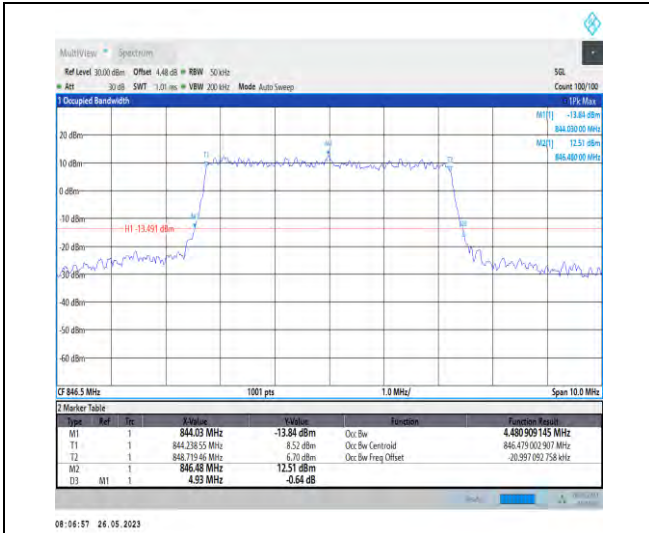 MultiView Spectrum
Ref Level 30.00 dBm Offset 4.48 dB RBW 50 kHz SGL
Att 30 dB SWT 1.01 ms VBW 200 kHz Mode Auto Sweep Count 100/100
1 Occupied Bandwidth 1Pk Max
M1[1] -13.84 dBm
844.030 00 MHz
M2[1] 12.51 dBm
846.480 00 MHz
20 dBm
10 dBm
0 dBm
-10 dBm
H1 -13.491 dBm
-20 dBm
-30 dBm
-40 dBm
-50 dBm
-60 dBm
T1
M2
T2
M1
CF 846.5 MHz 1001 pts 1.0 MHz/ Span 10.0 MHz
2 Marker Table
Type Ref Trc X-Value Y-Value Function Function Result
M1 1 844.03 MHz -13.84 dBm Occ Bw 4.480 909 145 MHz
T1 1 844.238 55 MHz 8.52 dBm Occ Bw Centroid 846.479 002 907 MHz
T2 1 848.719 46 MHz 6.70 dBm Occ Bw Freq Offset -20.997 092 758 kHz
M2 1 846.48 MHz 12.51 dBm
D3 M1 1 4.93 MHz -0.64 dB
08:06:57 26.05.2023